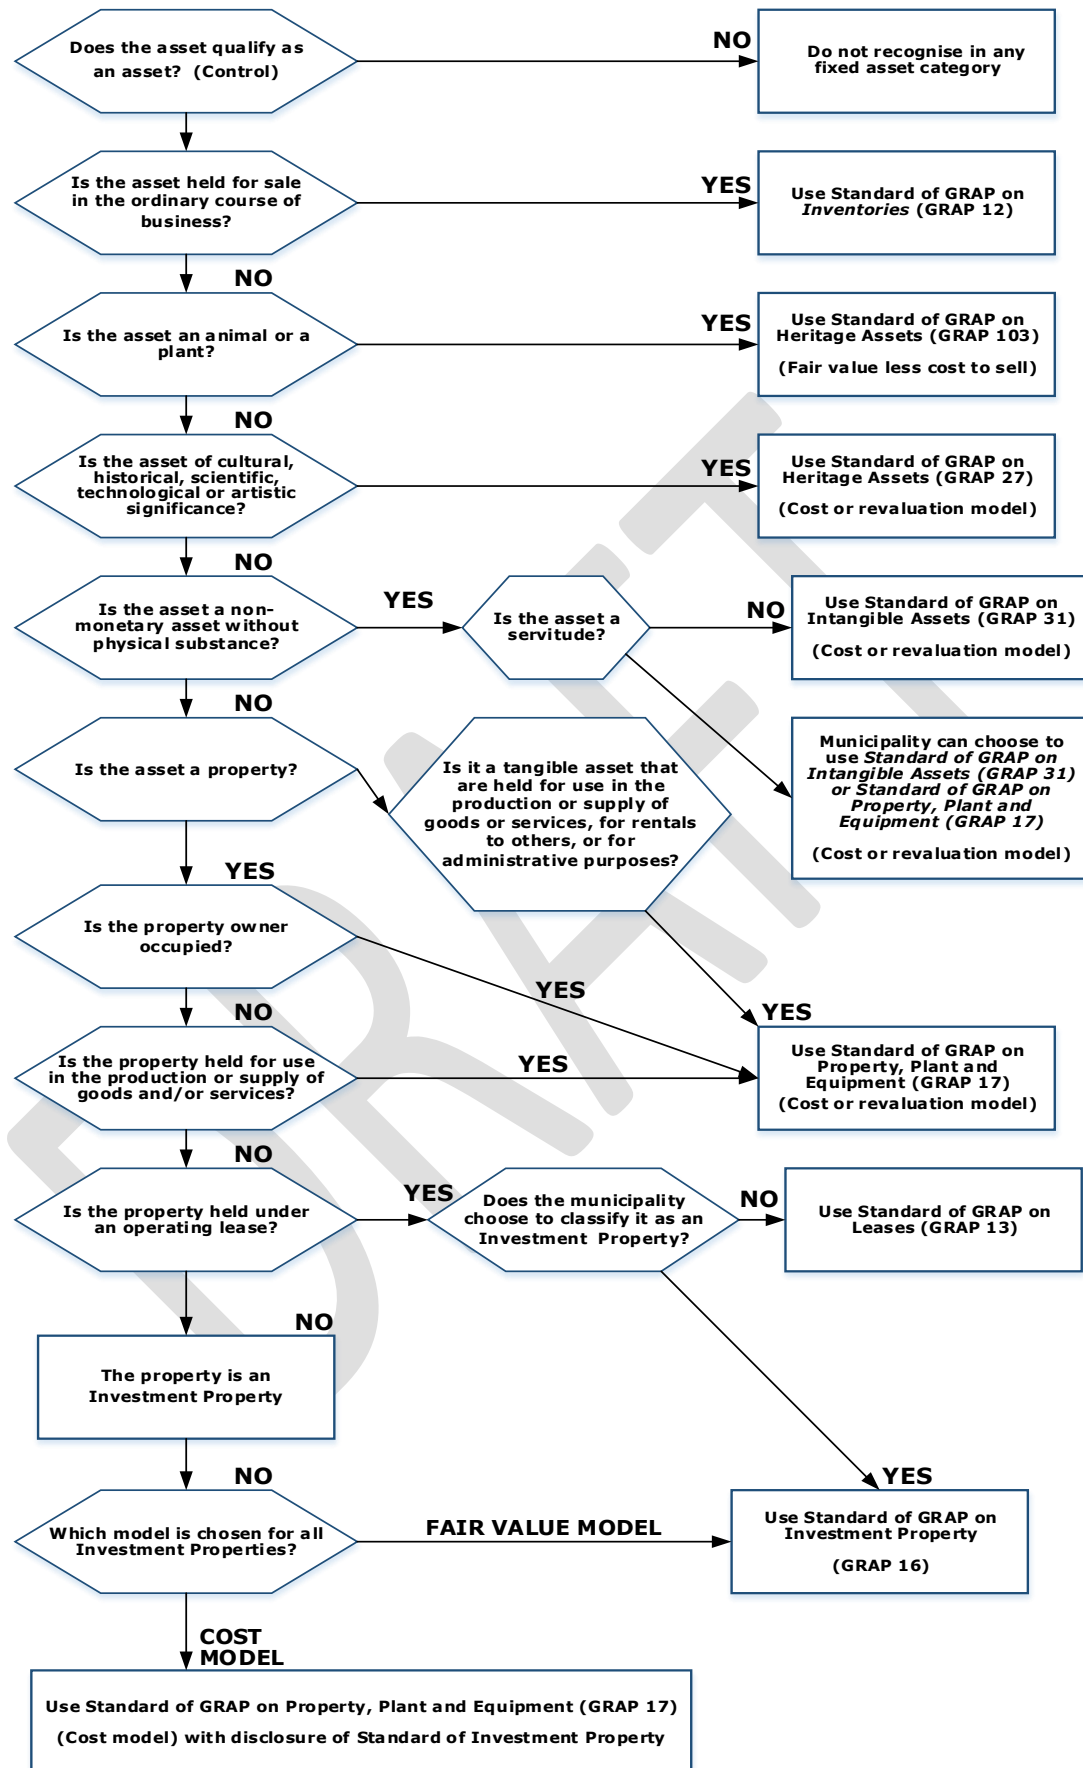 Does the asset qualify as
an asset?  (Control)
NO
Do not recognise in any
fixed asset category
Is the asset held for sale
in the ordinary course of
business?
YES
Use Standard of GRAP on
Inventories (GRAP 12)
NO
Is the asset an animal or a
plant?
YES
Use Standard of GRAP on
Heritage Assets (GRAP 103)
(Fair value less cost to sell)
NO
Is the asset of cultural,
historical, scientific,
technological or artistic
significance?
YES
Use Standard of GRAP on
Heritage Assets (GRAP 27)
(Cost or revaluation model)
NO
Is the asset a non-
monetary asset without
physical substance?
YES
Is the asset a
servitude?
NO
Use Standard of GRAP on
Intangible Assets (GRAP 31)
(Cost or revaluation model)
NO
Is the asset a property?
Is it a tangible asset that
are held for use in the
production or supply of
goods or services, for rentals
to others, or for
administrative purposes?
Municipality can choose to
use Standard of GRAP on
Intangible Assets (GRAP 31)
or Standard of GRAP on
Property, Plant and
Equipment (GRAP 17)
(Cost or revaluation model)
YES
Is the property owner
occupied?
YES
NO
YES
Is the property held for use
in the production or supply of
goods and/or services?
YES
Use Standard of GRAP on
Property, Plant and
Equipment (GRAP 17)
(Cost or revaluation model)
NO
Is the property held under
an operating lease?
YES
Does the municipality
choose to classify it as an
Investment  Property?
NO
Use Standard of GRAP on
Leases (GRAP 13)
NO
The property is an
Investment Property
NO
YES
Which model is chosen for all
Investment Properties?
FAIR VALUE MODEL
Use Standard of GRAP on
Investment Property
(GRAP 16)
COST
MODEL
Use Standard of GRAP on Property, Plant and Equipment (GRAP 17)
(Cost model) with disclosure of Standard of Investment Property
DRAFT